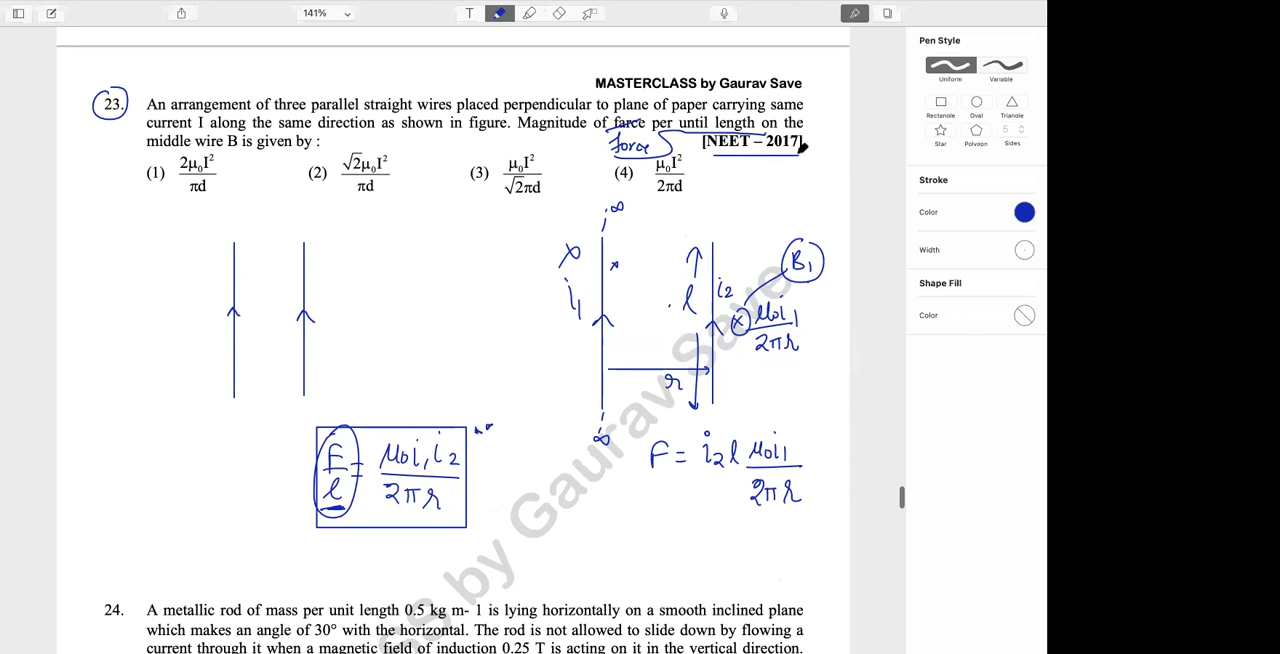 141%
T
Pen Style
Uniform
Variable
Rectangle
Oval
Triangle
Star
Polygon
Sides
5
Stroke
Color
Width
Shape Fill
Color
MASTERCLASS by Gaurav Save
23. An arrangement of three parallel straight wires placed perpendicular to plane of paper carrying same
current I along the same direction as shown in figure. Magnitude of farce per until length on the
middle wire B is given by : [NEET – 2017]
force
(1) 2μ₀I²/πd (2) √2μ₀I²/πd (3) μ₀I²/√2πd (4) μ₀I²/2πd
∞
x
x
i₁
l
i₂
B₁
x
μ₀i₁/2πr
r
∞
F/l = μ₀i₁i₂/2πr
F = i₂l μ₀i₁/2πr
ss by Gaurav Save
24. A metallic rod of mass per unit length 0.5 kg m- 1 is lying horizontally on a smooth inclined plane
which makes an angle of 30° with the horizontal. The rod is not allowed to slide down by flowing a
current through it when a magnetic field of induction 0.25 T is acting on it in the vertical direction.